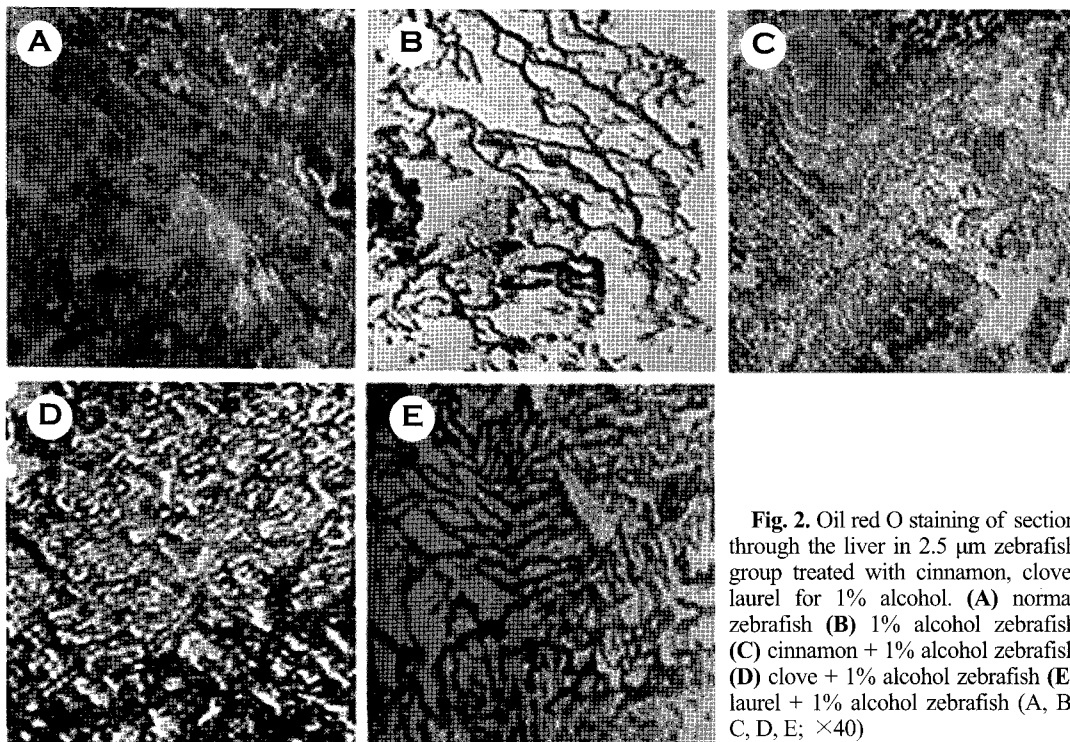 A
B
C
D
E
Fig. 2. Oil red O staining of section
through the liver in 2.5 μm zebrafish
group treated with cinnamon, clove
laurel for 1% alcohol. (A) norma
zebrafish (B) 1% alcohol zebrafish
(C) cinnamon + 1% alcohol zebrafish
(D) clove + 1% alcohol zebrafish (E
laurel + 1% alcohol zebrafish (A, B
C, D, E; ×40)